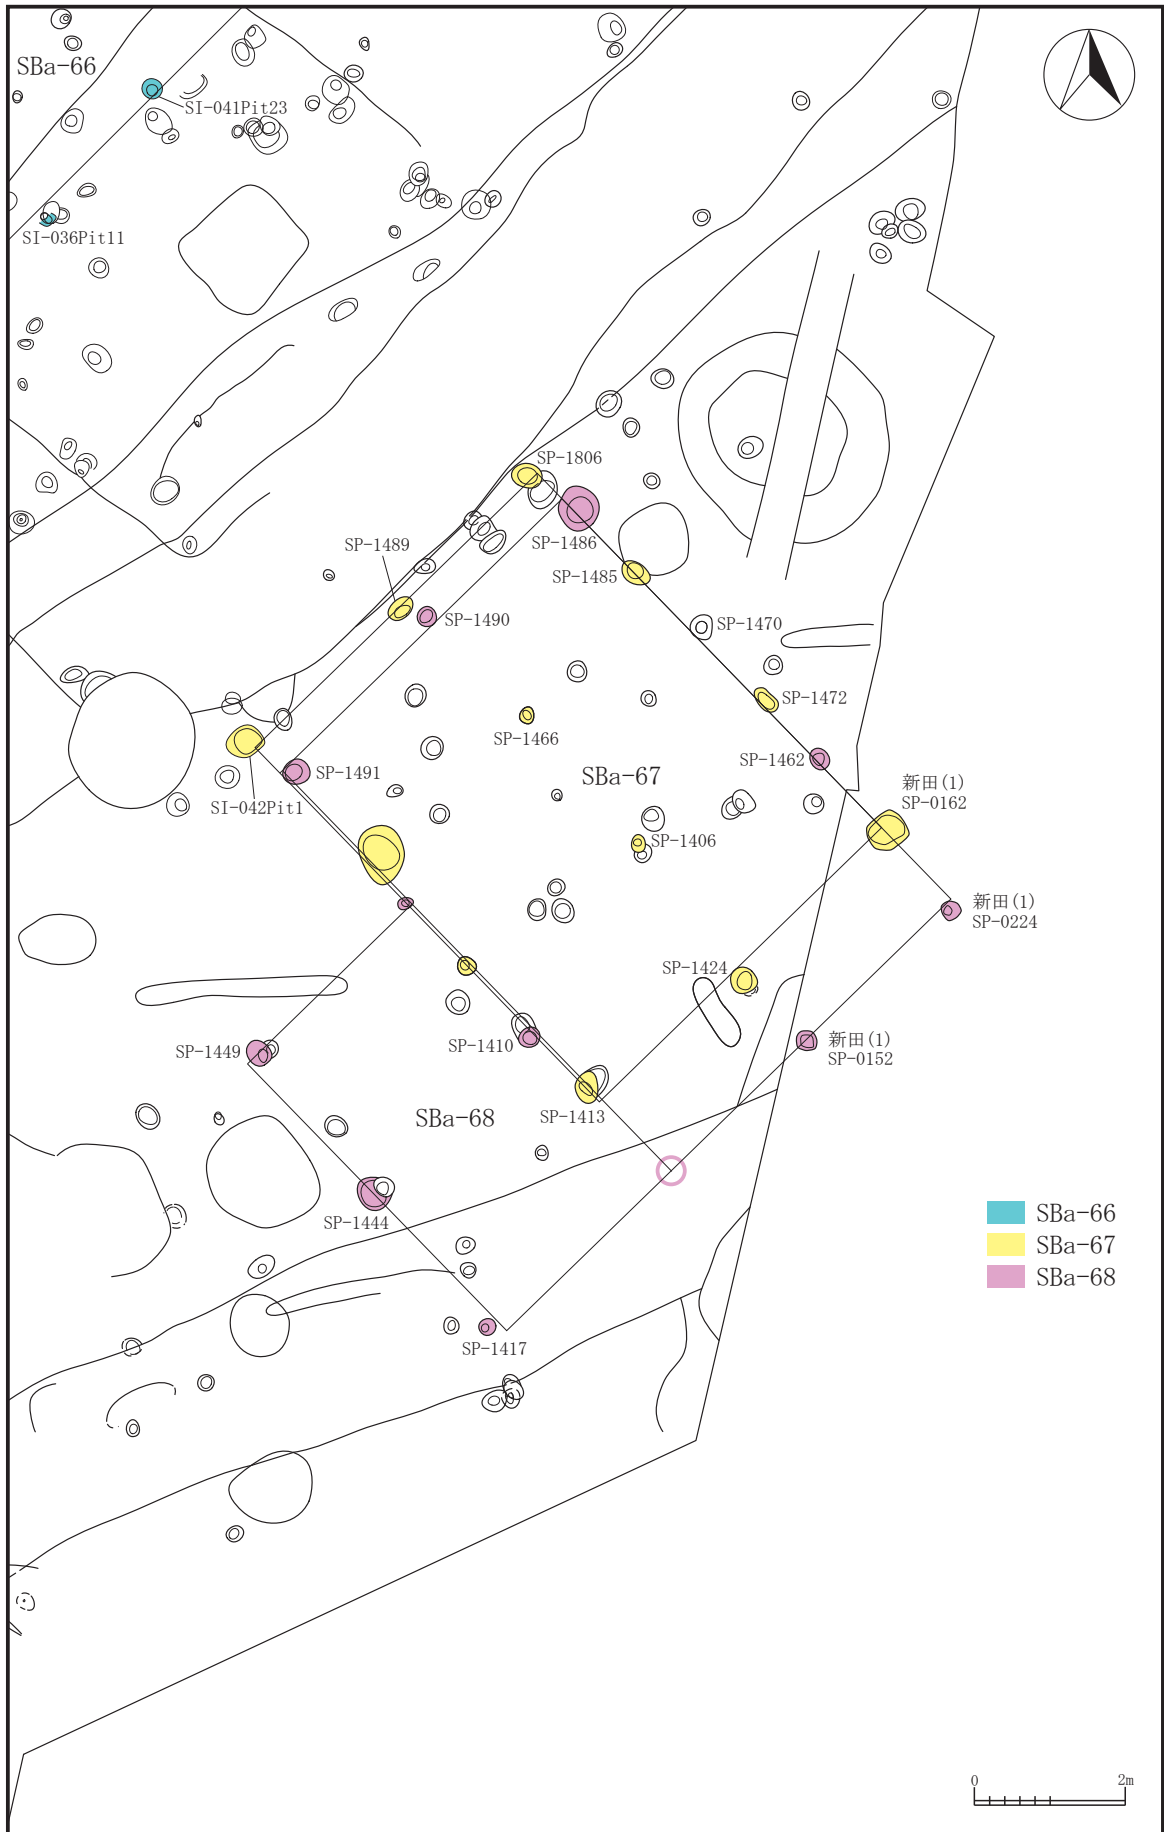 SBa-66
SI-041Pit23
SI-036Pit11
SP-1806
SP-1486
SP-1489
SP-1485
SP-1490
SP-1470
SP-1472
SP-1466
SP-1462
SP-1491
SBa-67
新田(1)
SP-0162
SI-042Pit1
SP-1406
新田(1)
SP-0224
SP-1424
SP-1449
SP-1410
新田(1)
SP-0152
SBa-68
SP-1413
SP-1444
SP-1417
SBa-66
SBa-67
SBa-68
0 2m